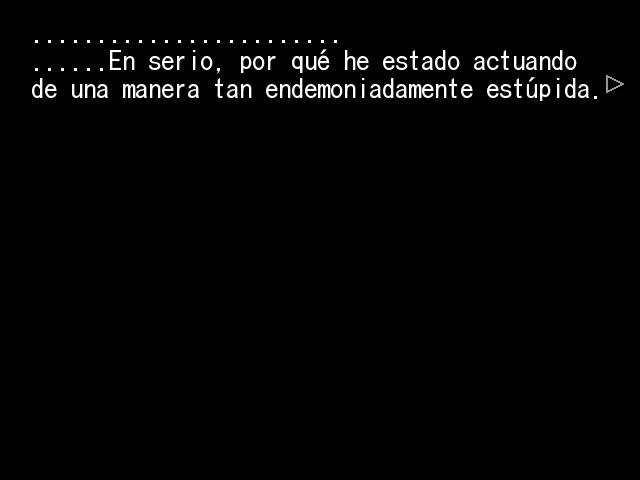 ........................
......En serio, por qué he estado actuando
de una manera tan endemoniadamente estúpida.